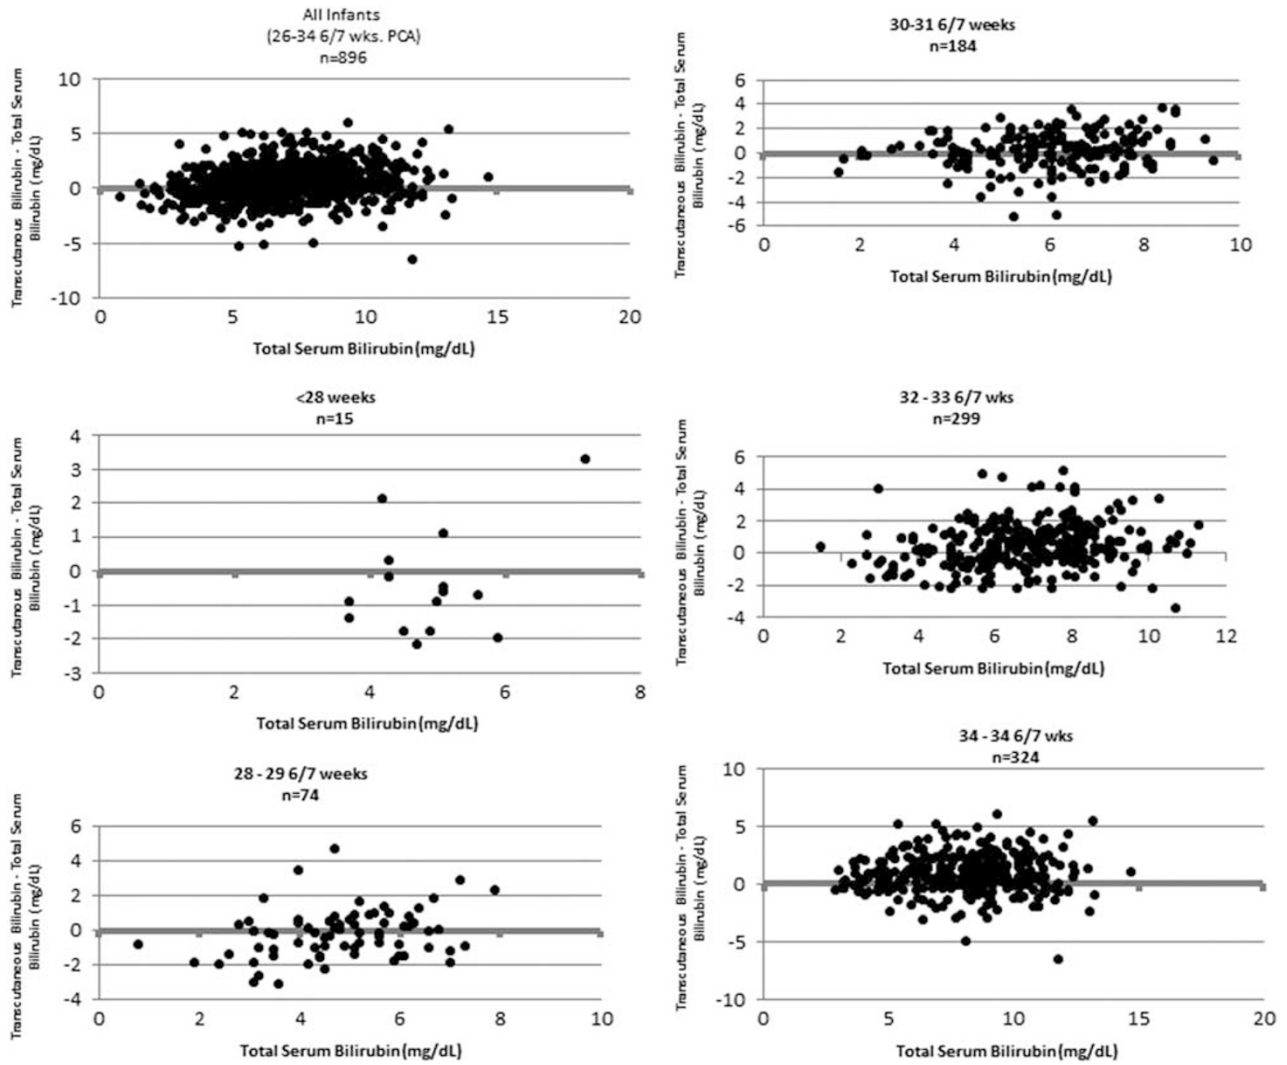 All Infants
(26-34 6/7 wks. PCA)
n=896
Transcutanous Bilirubin - Total Serum
Bilirubin (mg/dL)
10
5
0
-5
-10
0 5 10 15 20
Total Serum Bilirubin (mg/dL)
<28 weeks
n=15
Transcutanous Bilirubin - Total Serum
Bilirubin (mg/dL)
4
3
2
1
0
-1
-2
-3
0 2 4 6 8
Total Serum Bilirubin (mg/dL)
28 - 29 6/7 weeks
n=74
Transcutanous Bilirubin - Total Serum
Bilirubin (mg/dL)
6
4
2
0
-2
-4
0 2 4 6 8 10
Total Serum Bilirubin (mg/dL)
30-31 6/7 weeks
n=184
Transcutanous Bilirubin - Total Serum
Bilirubin (mg/dL)
6
4
2
0
-2
-4
-6
0 2 4 6 8 10
Total Serum Bilirubin (mg/dL)
32 - 33 6/7 wks
n=299
Transcutaneous Bilirubin - Total Serum
Bilirubin (mg/dL)
6
4
2
0
-2
-4
0 2 4 6 8 10 12
Total Serum Bilirubin (mg/dL)
34 - 34 6/7 wks
n=324
Transcutaneous Bilirubin - Total Serum
Bilirubin (mg/dL)
10
5
0
-5
-10
0 5 10 15 20
Total Serum Bilirubin (mg/dL)